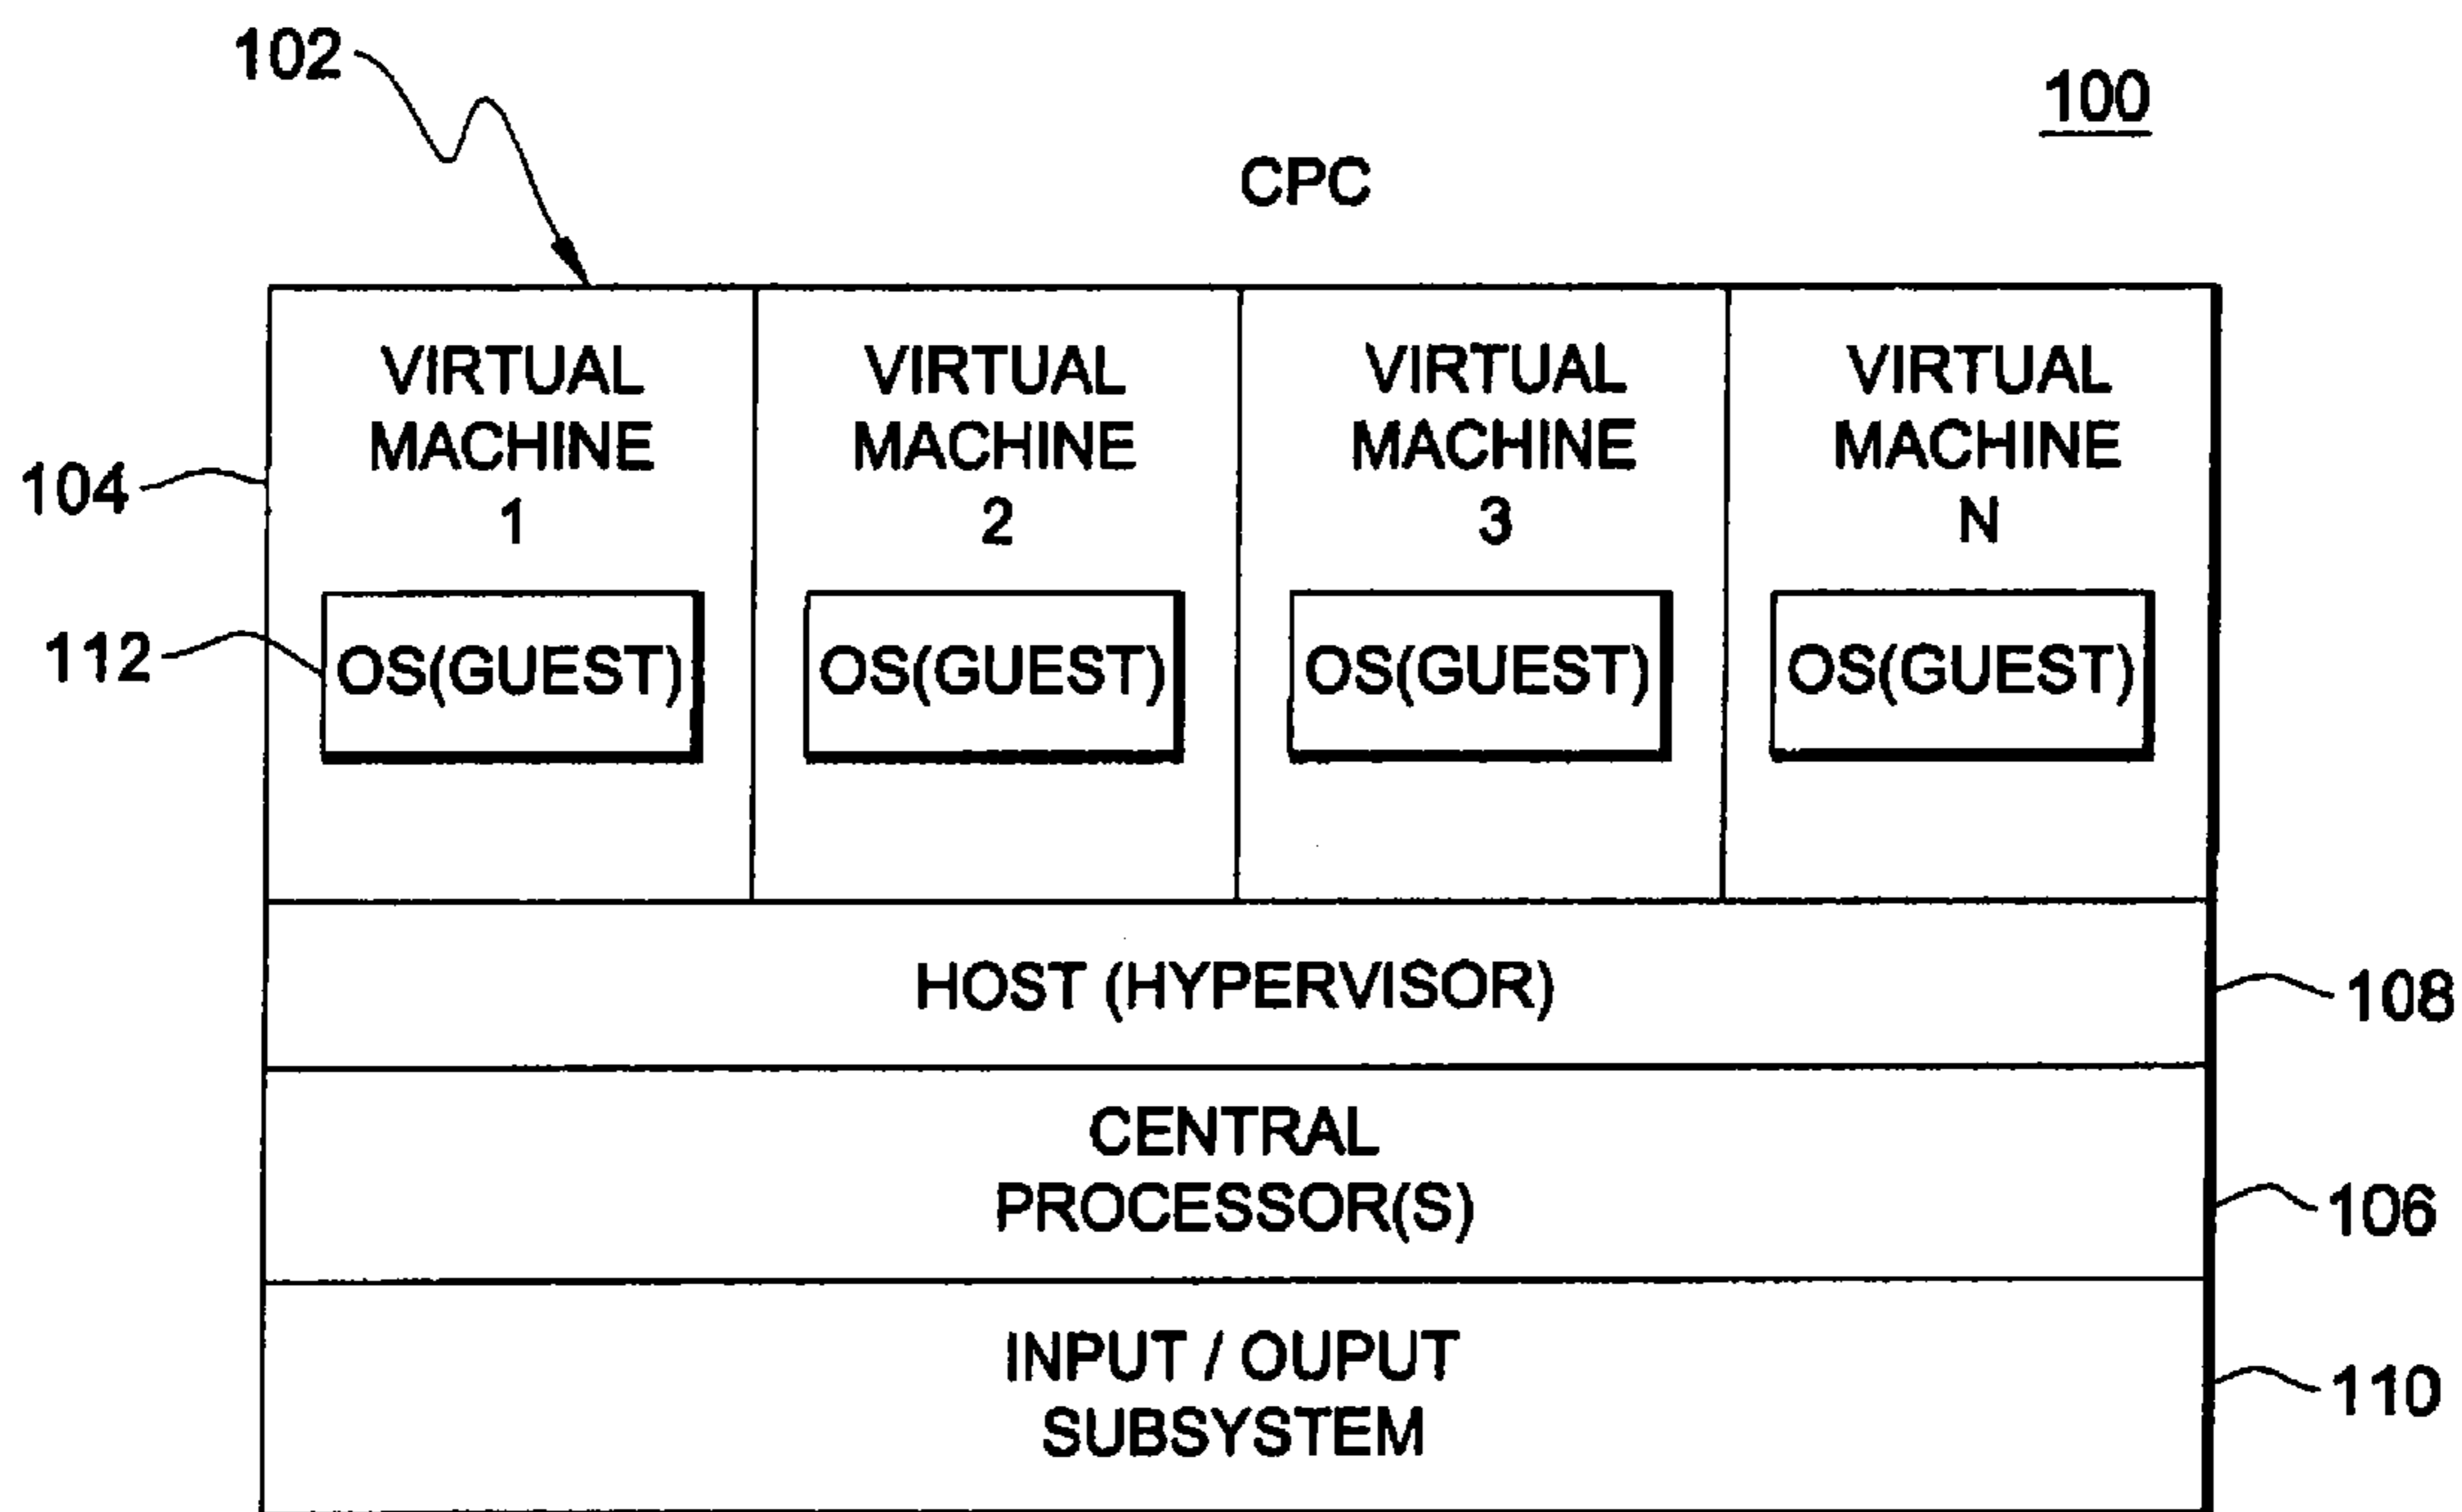 102
100
CPC
VIRTUAL
MACHINE
1
VIRTUAL
MACHINE
2
VIRTUAL
MACHINE
3
VIRTUAL
MACHINE
N
104
112
OS(GUEST)
OS(GUEST)
OS(GUEST)
OS(GUEST)
HOST (HYPERVISOR)
108
CENTRAL
PROCESSOR(S)
106
INPUT / OUPUT
SUBSYSTEM
110